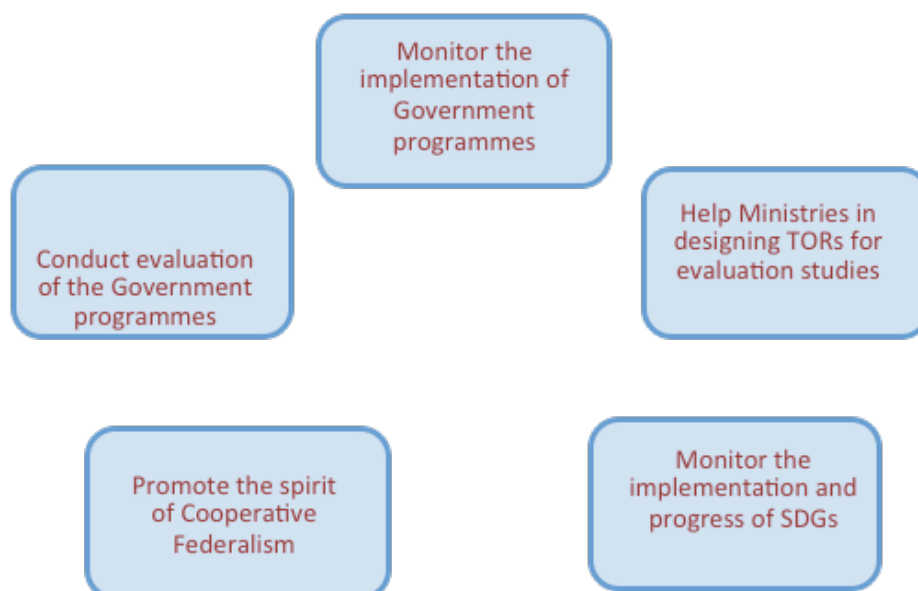 Monitor the
implementation of
Government
programmes
Conduct evaluation
of the Government
programmes
Help Ministries in
designing TORs for
evaluation studies
Promote the spirit
of Cooperative
Federalism
Monitor the
implementation and
progress of SDGs